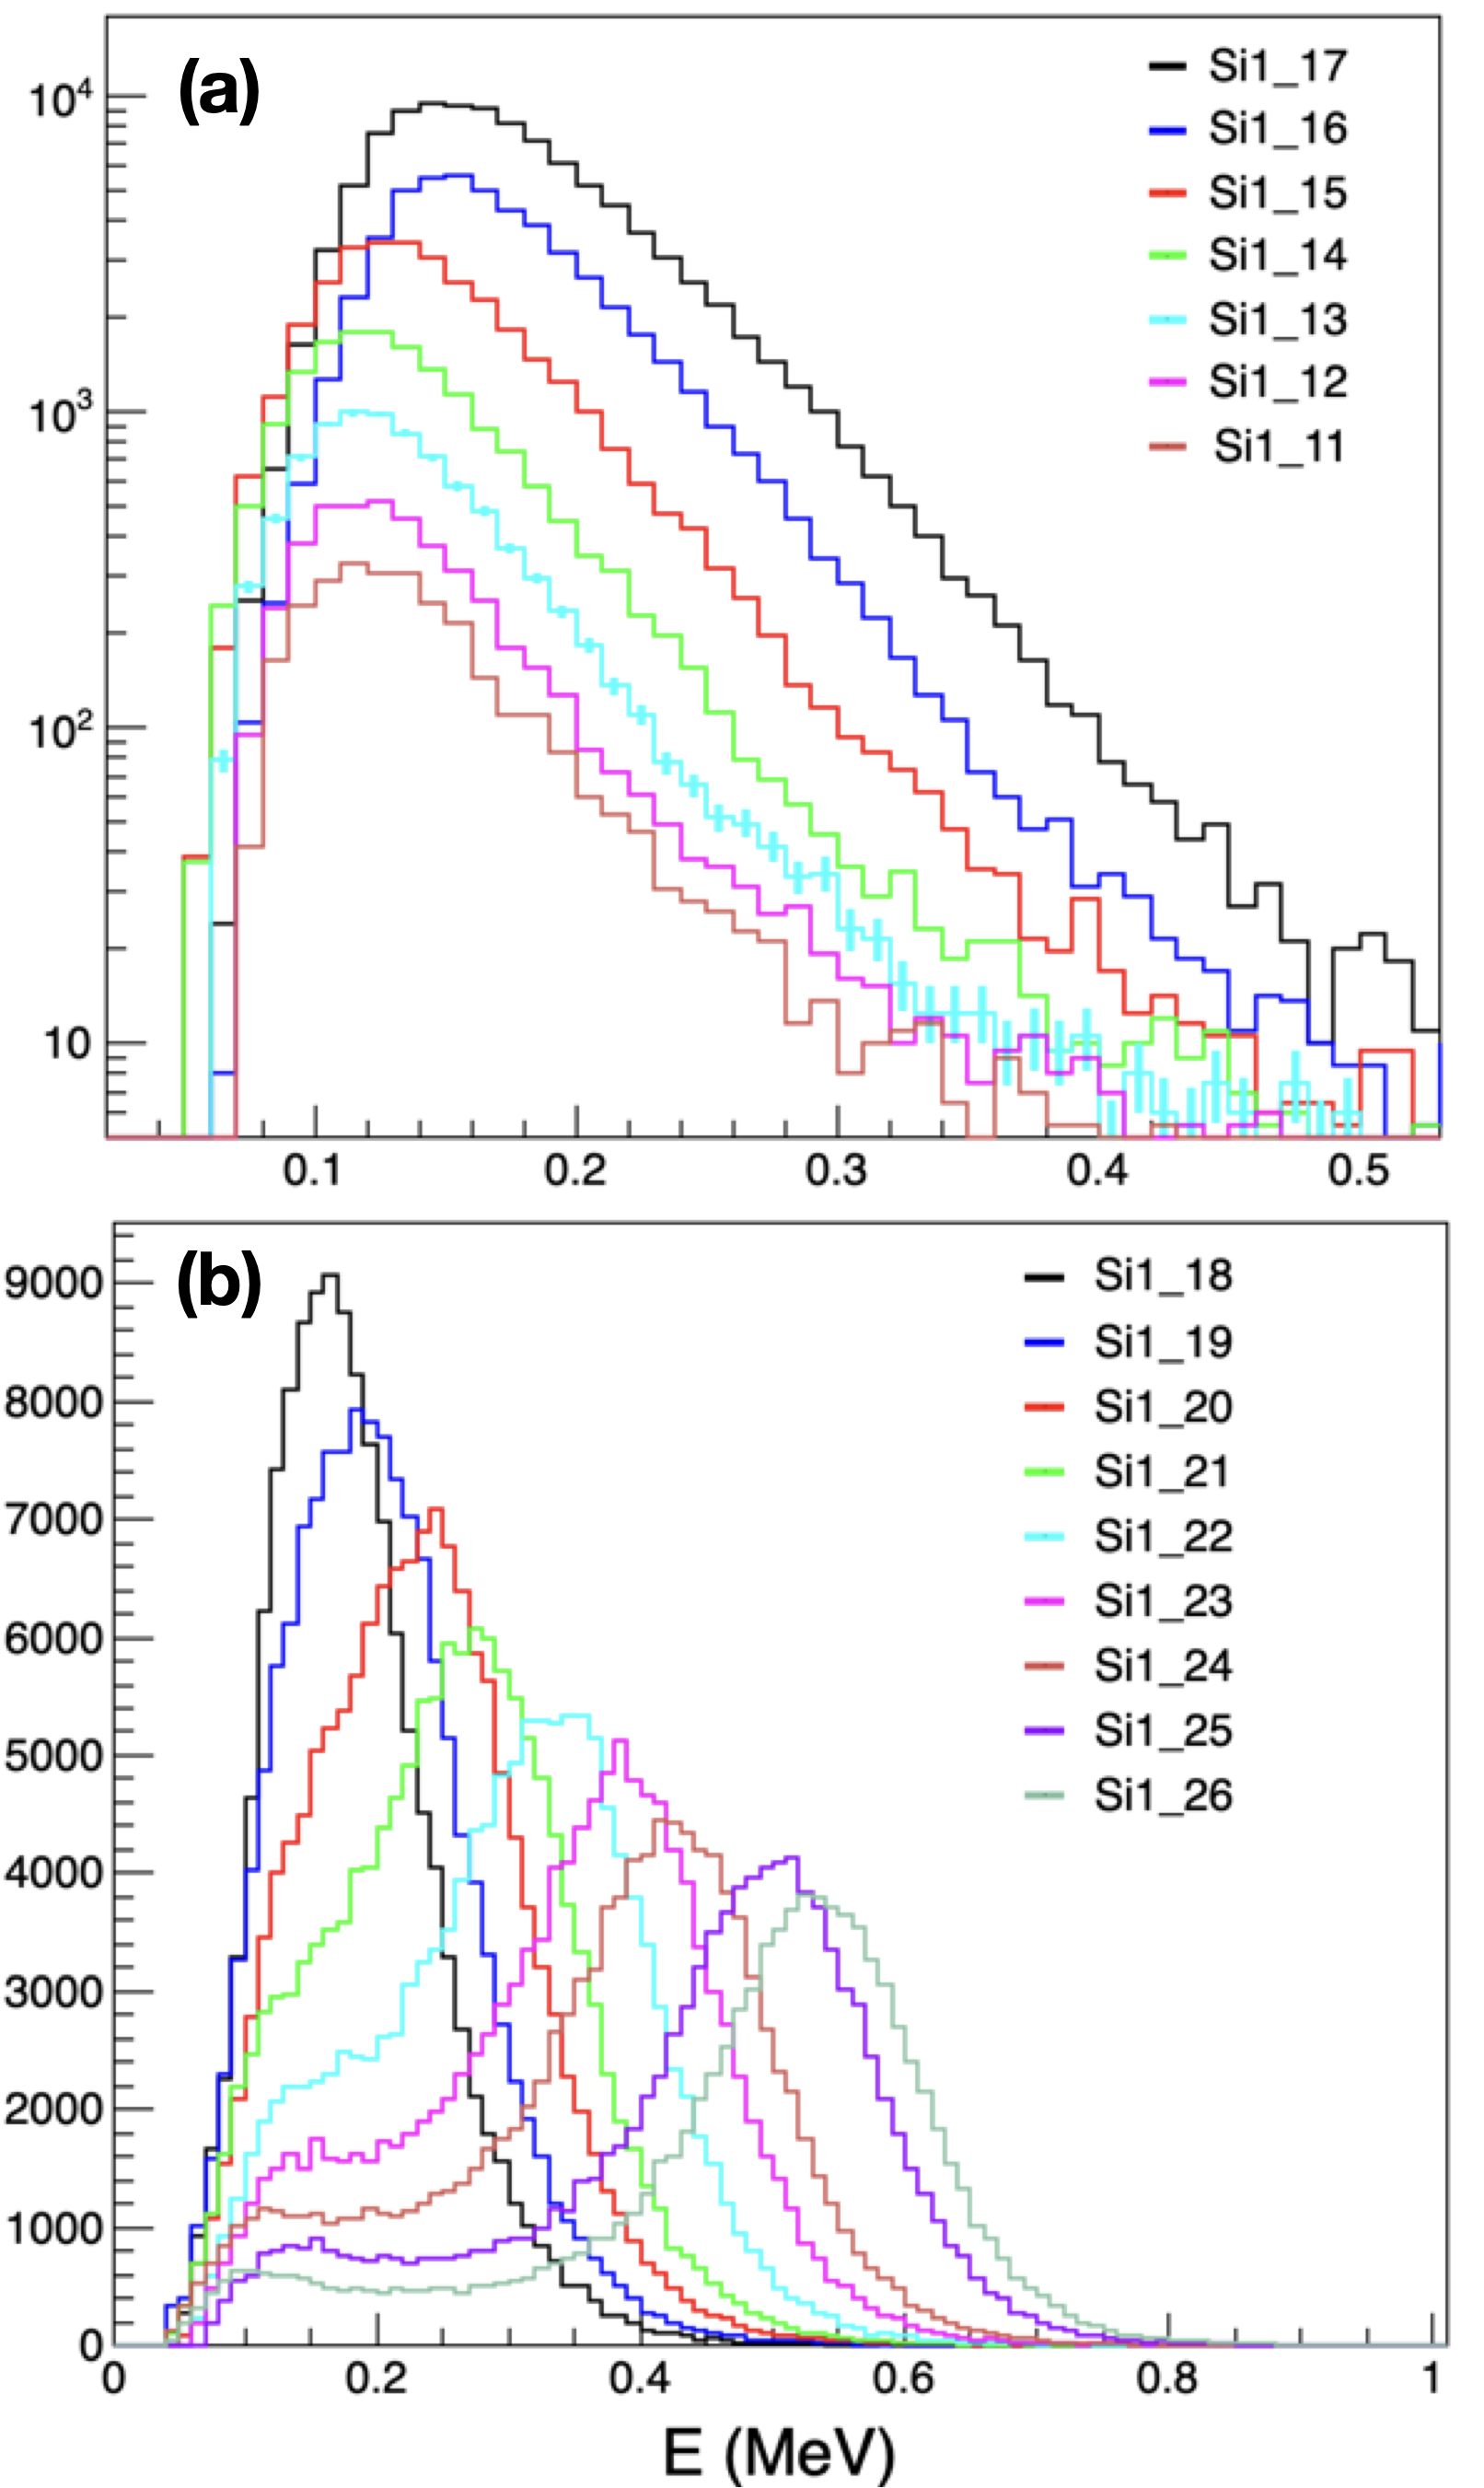 (a)
Si1_17
Si1_16
Si1_15
Si1_14
Si1_13
Si1_12
Si1_11
10⁴
10³
10²
10
0.1 0.2 0.3 0.4 0.5
(b)
Si1_18
Si1_19
Si1_20
Si1_21
Si1_22
Si1_23
Si1_24
Si1_25
Si1_26
9000
8000
7000
6000
5000
4000
3000
2000
1000
0
0 0.2 0.4 0.6 0.8 1
E (MeV)